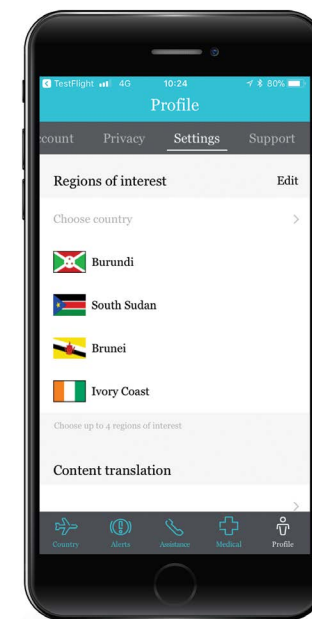 TestFlight 4G 10:24 80%
Profile
count Privacy Settings Support
Regions of interest Edit
Choose country
Burundi
South Sudan
Brunei
Ivory Coast
Choose up to 4 regions of interest
Content translation
Country Alerts Assistance Medical Profile